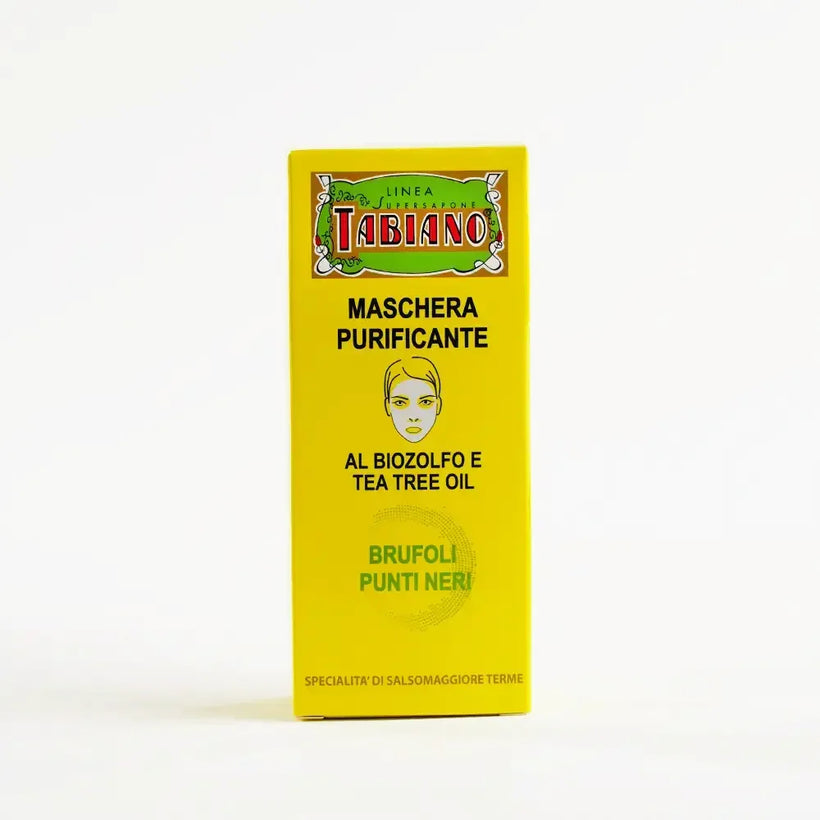 LINEA
SUPERSAPONE
TABIANO
MASCHERA
PURIFICANTE
AL BIOZOLFO E
TEA TREE OIL
BRUFOLI
PUNTI NERI
SPECIALITA' DI SALSOMAGGIORE TERME